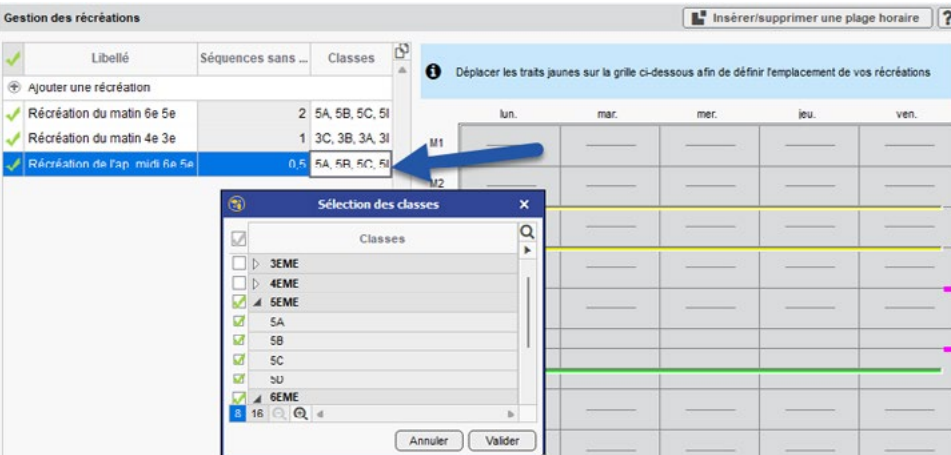 Gestion des récréations
Insérer/supprimer une plage horaire
?
Libellé Séquences sans ... Classes
Ajouter une récréation
Récréation du matin 6e 5e 2 5A, 5B, 5C, 5I
Récréation du matin 4e 3e 1 3C, 3B, 3A, 3I
Récréation de l'ap. midi 6e 5e 0,5 5A, 5B, 5C, 5I
Déplacer les traits jaunes sur la grille ci-dessous afin de définir l'emplacement de vos récréations
lun. mar. mer. jeu. ven.
M1
M2
Sélection des classes
Classes
3EME
4EME
5EME
5A
5B
5C
5D
6EME
8 16
Annuler Valider